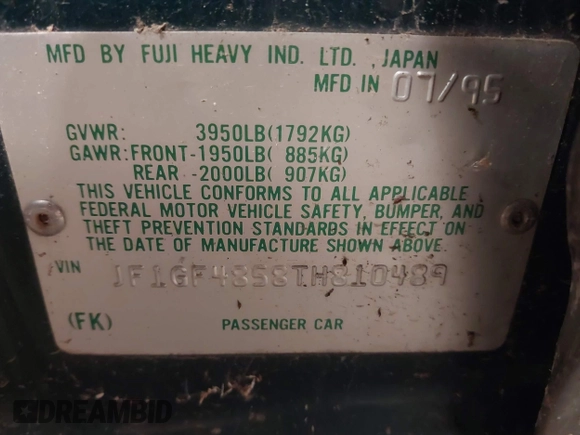 MFD BY FUJI HEAVY IND. LTD. , JAPAN
MFD IN 07/95
GVWR: 3950LB(1792KG)
GAWR:FRONT-1950LB( 885KG)
REAR -2000LB( 907KG)
THIS VEHICLE CONFORMS TO ALL APPLICABLE
FEDERAL MOTOR VEHICLE SAFETY, BUMPER, AND
THEFT PREVENTION STANDARDS IN EFFECT ON
THE DATE OF MANUFACTURE SHOWN ABOVE.
VIN JF1GF4858TH810489
(FK) PASSENGER CAR
DREAMBID